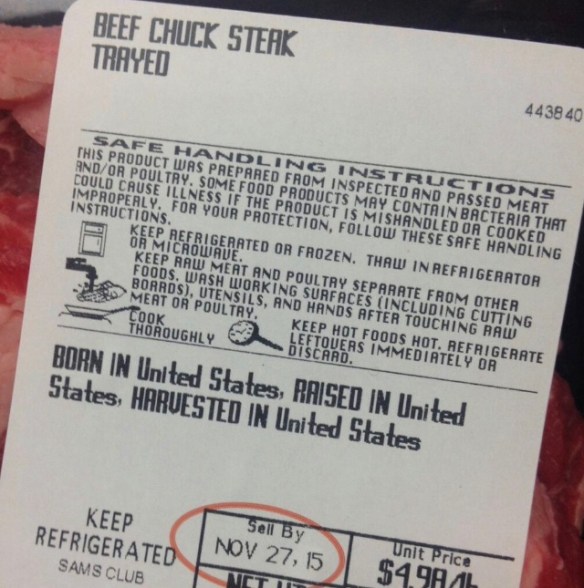 BEEF CHUCK STEAK
TRAYED
443840
SAFE HANDLING INSTRUCTIONS
THIS PRODUCT WAS PREPARED FROM INSPECTED AND PASSED MEAT
AND/OR POULTRY. SOME FOOD PRODUCTS MAY CONTAIN BACTERIA THAT
COULD CAUSE ILLNESS IF THE PRODUCT IS MISHANDLED OR COOKED
IMPROPERLY. FOR YOUR PROTECTION, FOLLOW THESE SAFE HANDLING
INSTRUCTIONS.
KEEP REFRIGERATED OR FROZEN. THAW IN REFRIGERATOR
OR MICROWAVE.
KEEP RAW MEAT AND POULTRY SEPARATE FROM OTHER
FOODS. WASH WORKING SURFACES (INCLUDING CUTTING
BOARDS), UTENSILS, AND HANDS AFTER TOUCHING RAW
MEAT OR POULTRY.
COOK
THOROUGHLY
KEEP HOT FOODS HOT. REFRIGERATE
LEFTOVERS IMMEDIATELY OR
DISCARD.
BORN IN United States, RAISED IN United
States, HARVESTED IN United States
KEEP
REFRIGERATED
SAMS CLUB
Sell By
NOV 27, 15
NET WT
Unit Price
$4.98/lb